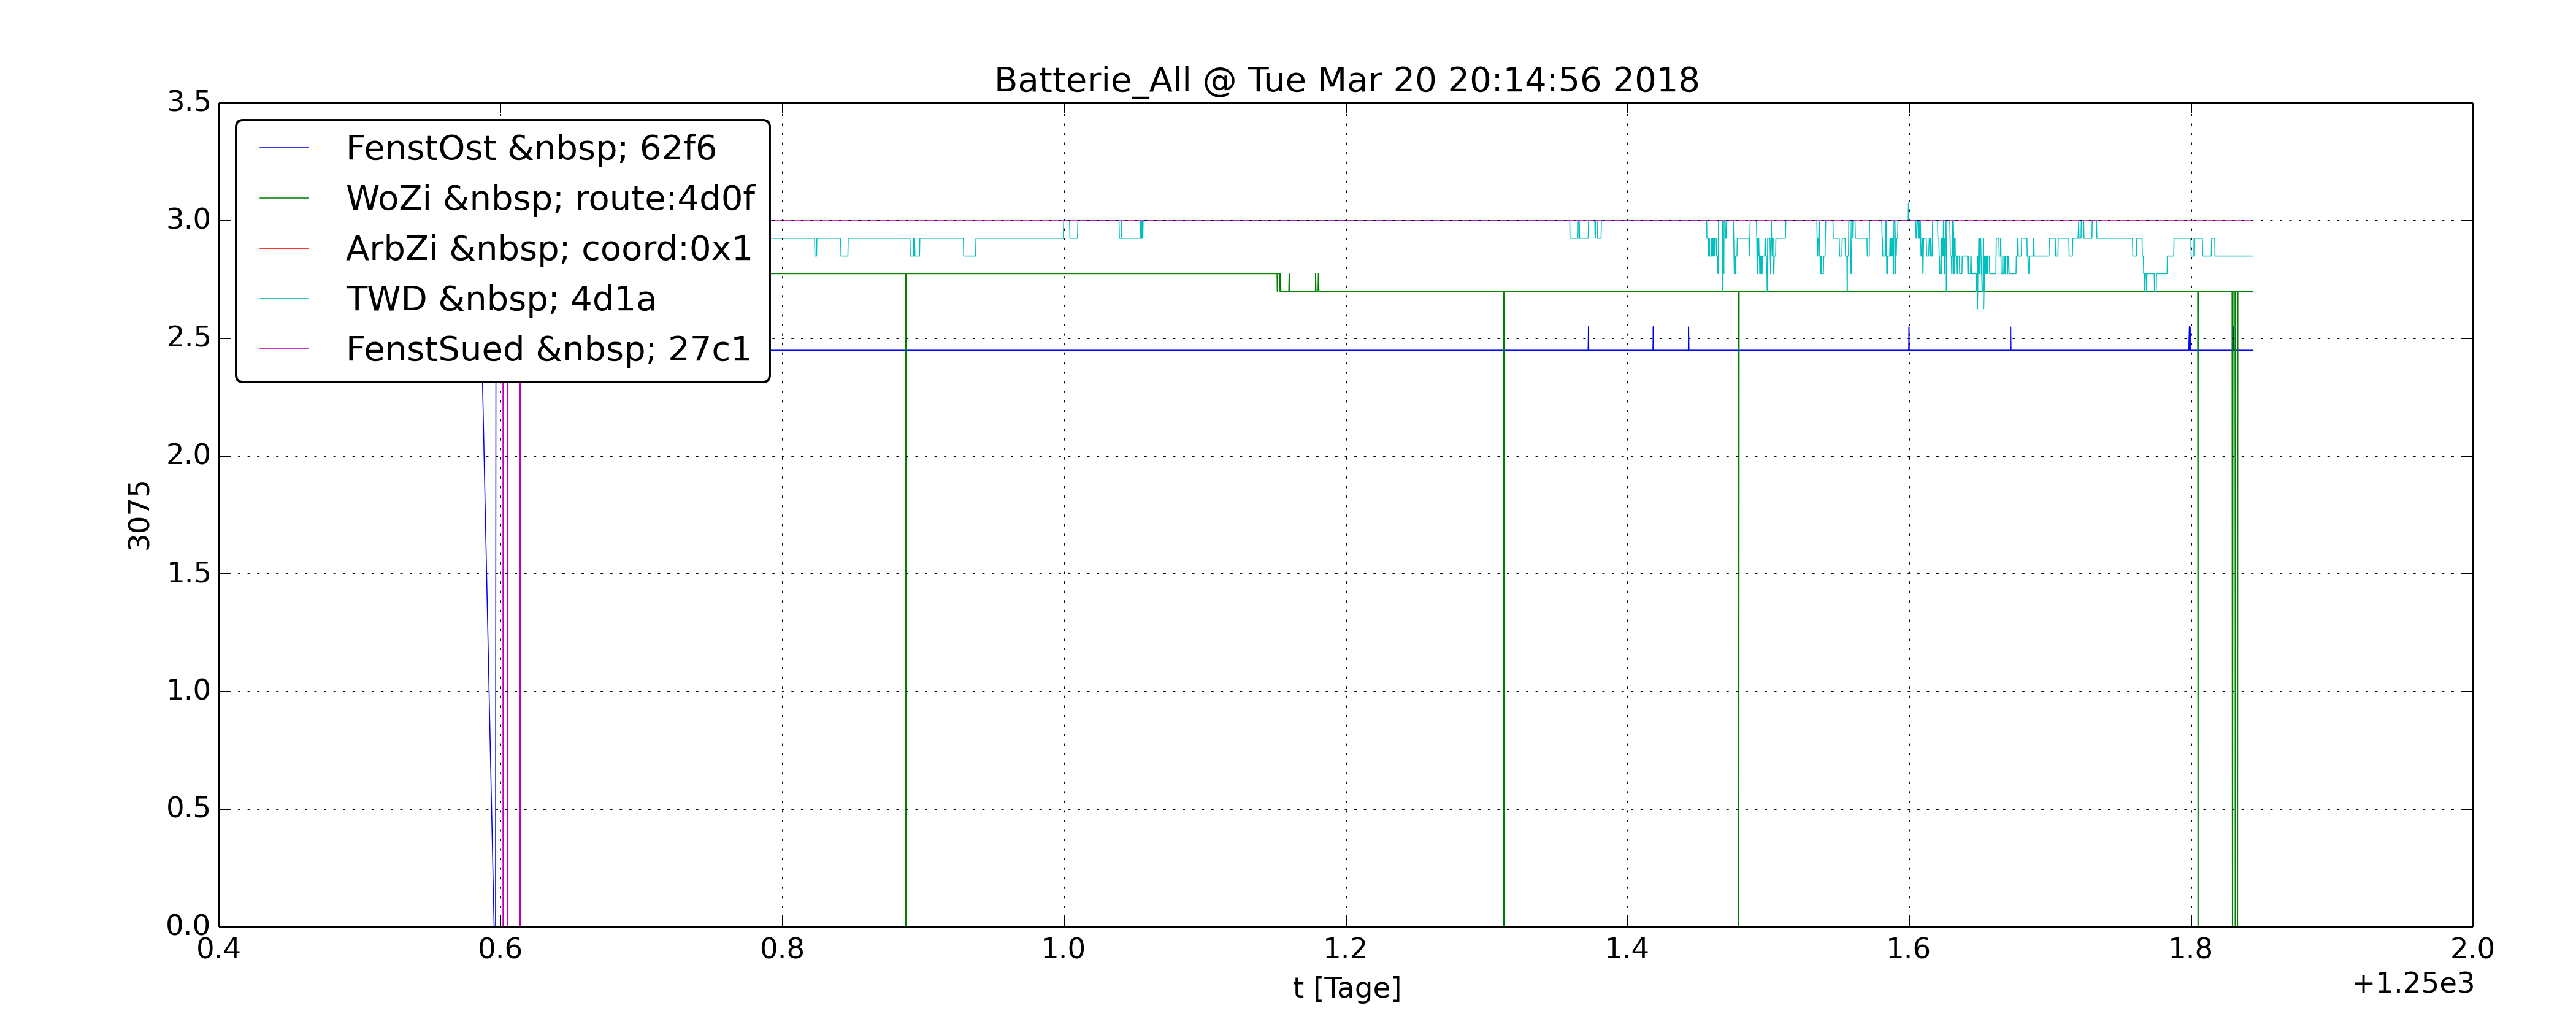 Batterie_All @ Tue Mar 20 20:14:56 2018
3.5
3.0
2.5
2.0
1.5
1.0
0.5
0.0
3075
FenstOst &nbsp; 62f6
WoZi &nbsp; route:4d0f
ArbZi &nbsp; coord:0x1
TWD &nbsp; 4d1a
FenstSued &nbsp; 27c1
0.4 0.6 0.8 1.0 1.2 1.4 1.6 1.8 2.0
t [Tage]
+1.25e3